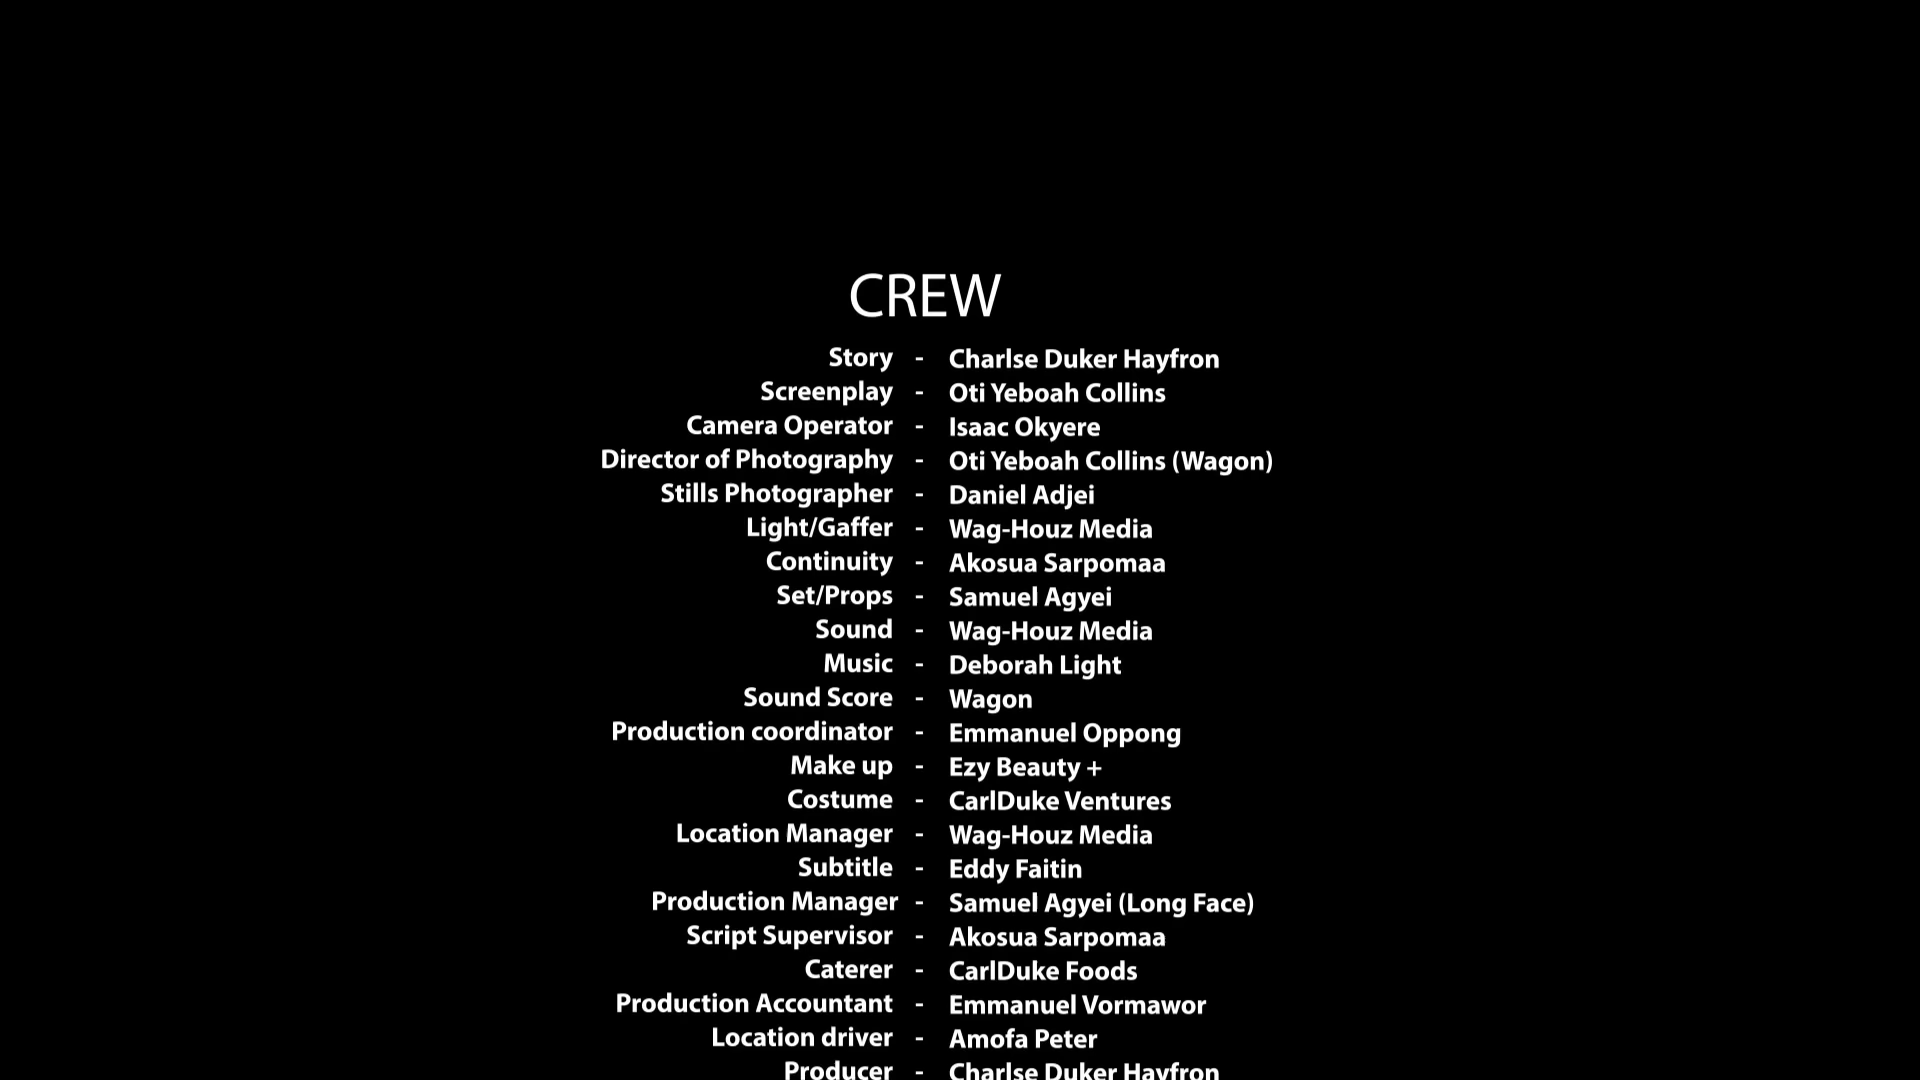 CREW
Story - Charlse Duker Hayfron
Screenplay - Oti Yeboah Collins
Camera Operator - Isaac Okyere
Director of Photography - Oti Yeboah Collins (Wagon)
Stills Photographer - Daniel Adjei
Light/Gaffer - Wag-Houz Media
Continuity - Akosua Sarpomaa
Set/Props - Samuel Agyei
Sound - Wag-Houz Media
Music - Deborah Light
Sound Score - Wagon
Production coordinator - Emmanuel Oppong
Make up - Ezy Beauty +
Costume - CarlDuke Ventures
Location Manager - Wag-Houz Media
Subtitle - Eddy Faitin
Production Manager - Samuel Agyei (Long Face)
Script Supervisor - Akosua Sarpomaa
Caterer - CarlDuke Foods
Production Accountant - Emmanuel Vormawor
Location driver - Amofa Peter
Producer - Charlse Duker Hayfron